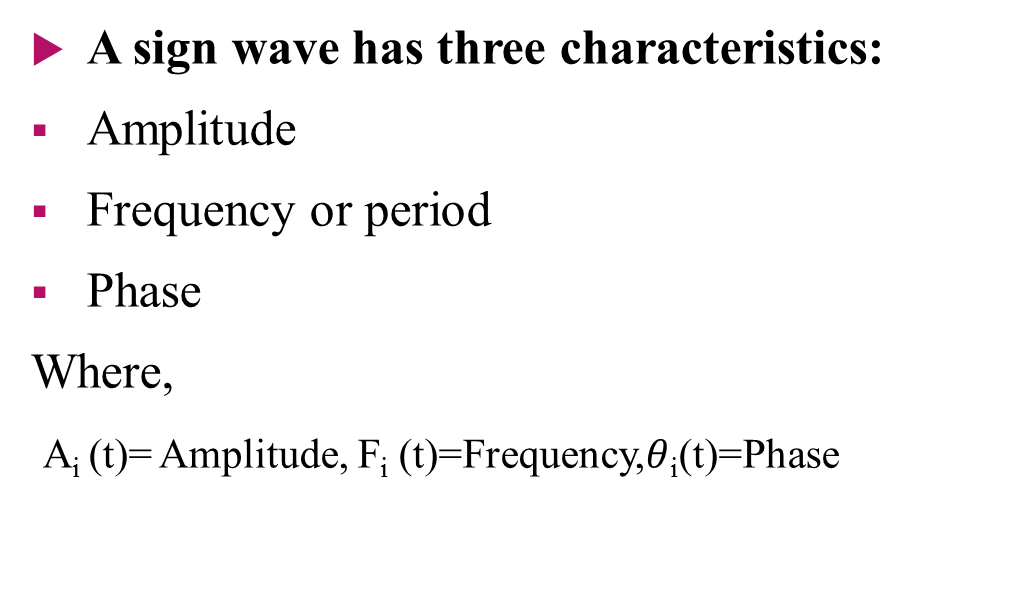 ▶ A sign wave has three characteristics:
▪ Amplitude
▪ Frequency or period
▪ Phase
Where,
Aᵢ (t)= Amplitude, Fᵢ (t)=Frequency,θᵢ(t)=Phase